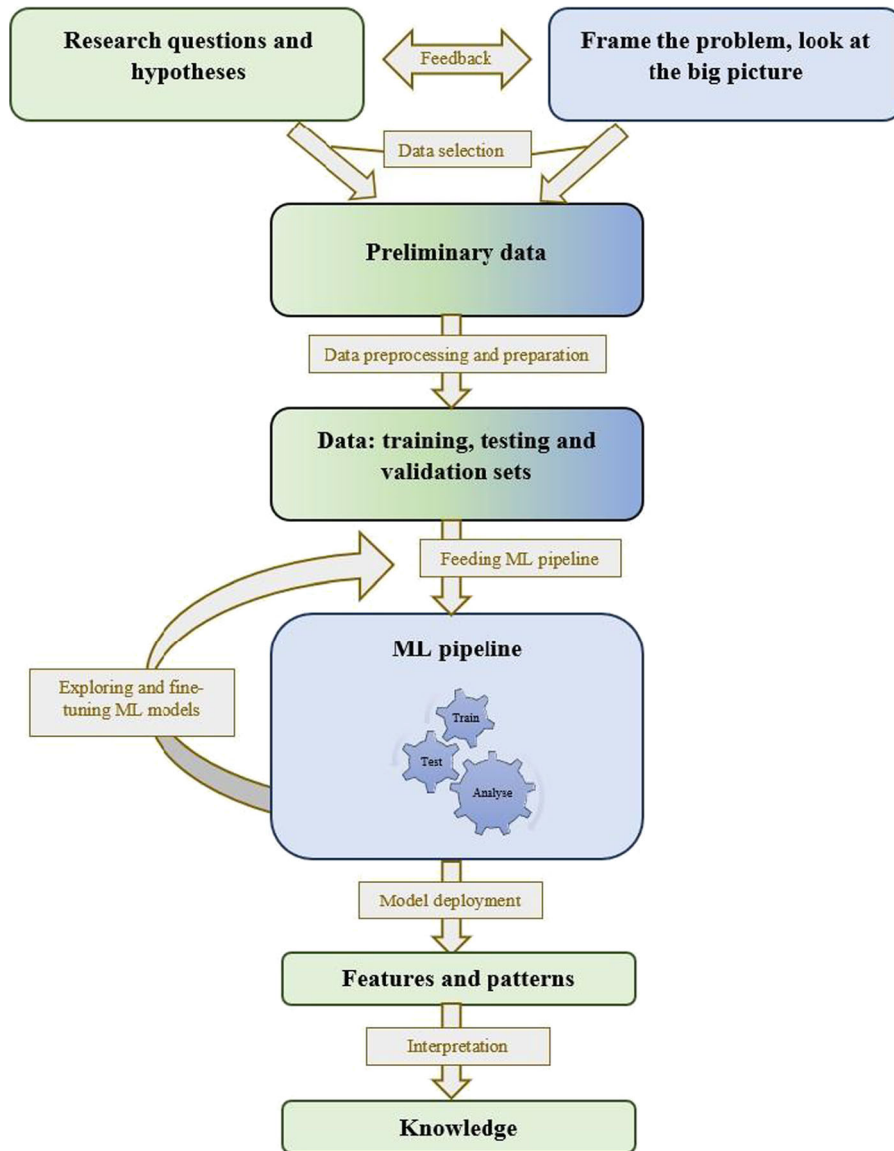 Research questions and
hypotheses
Feedback
Frame the problem, look at
the big picture
Data selection
Preliminary data
Data preprocessing and preparation
Data: training, testing and
validation sets
Feeding ML pipeline
ML pipeline
Exploring and fine-
tuning ML models
Train
Test
Analyse
Model deployment
Features and patterns
Interpretation
Knowledge